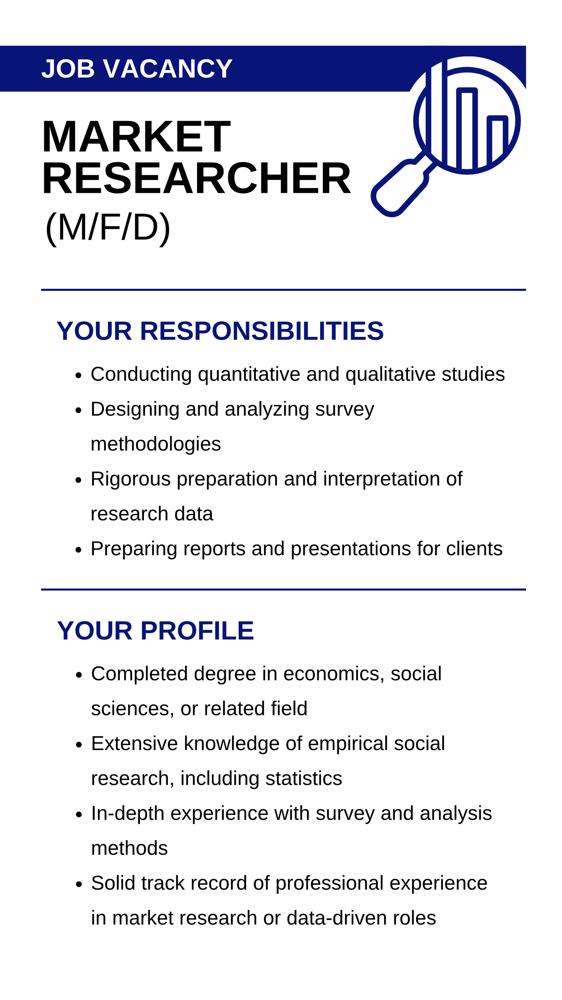 JOB VACANCY
MARKET
RESEARCHER
(M/F/D)
YOUR RESPONSIBILITIES
• Conducting quantitative and qualitative studies
• Designing and analyzing survey
methodologies
• Rigorous preparation and interpretation of
research data
• Preparing reports and presentations for clients
YOUR PROFILE
• Completed degree in economics, social
sciences, or related field
• Extensive knowledge of empirical social
research, including statistics
• In-depth experience with survey and analysis
methods
• Solid track record of professional experience
in market research or data-driven roles